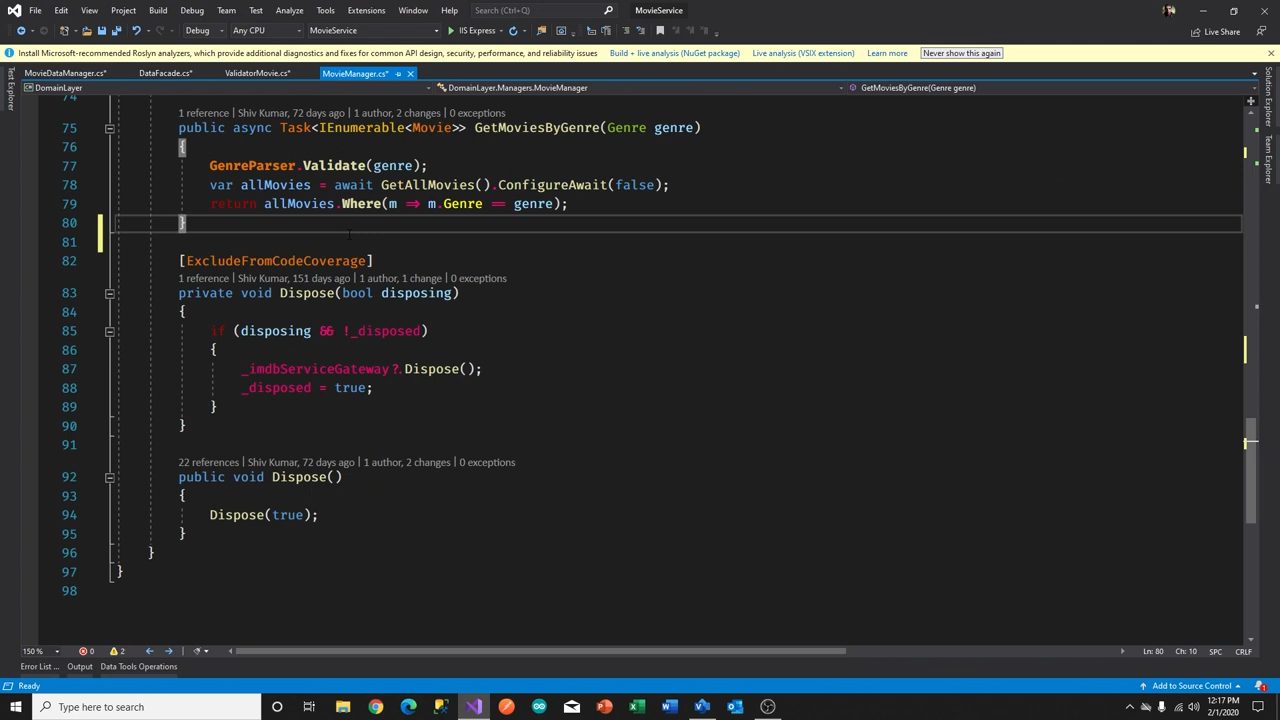 File Edit View Project Build Debug Team Test Analyze Tools Extensions Window Help Search (Ctrl+Q) MovieService
Debug Any CPU MovieService IIS Express Live Share
Install Microsoft-recommended Roslyn analyzers, which provide additional diagnostics and fixes for common API design, security, performance, and reliability issues Build + live analysis (NuGet package) Live analysis (VSIX extension) Learn more Never show this again
MovieDataManager.cs* DataFacade.cs* ValidatorMovie.cs* MovieManager.cs*
DomainLayer DomainLayer.Managers.MovieManager GetMoviesByGenre(Genre genre)
Test Explorer
Solution Explorer
Team Explorer
74
1 reference | Shiv Kumar, 72 days ago | 1 author, 2 changes | 0 exceptions
75 public async Task<IEnumerable<Movie>> GetMoviesByGenre(Genre genre)
76 {
77 GenreParser.Validate(genre);
78 var allMovies = await GetAllMovies().ConfigureAwait(false);
79 return allMovies.Where(m => m.Genre == genre);
80 }
81
82 [ExcludeFromCodeCoverage]
1 reference | Shiv Kumar, 151 days ago | 1 author, 1 change | 0 exceptions
83 private void Dispose(bool disposing)
84 {
85 if (disposing && !_disposed)
86 {
87 _imdbServiceGateway?.Dispose();
88 _disposed = true;
89 }
90 }
91
22 references | Shiv Kumar, 72 days ago | 1 author, 2 changes | 0 exceptions
92 public void Dispose()
93 {
94 Dispose(true);
95 }
96 }
97 }
98
150 % 0 2 Ln: 80 Ch: 10 SPC CRLF
Error List ... Output Data Tools Operations
Ready Add to Source Control 1
Type here to search 12:17 PM
2/1/2020